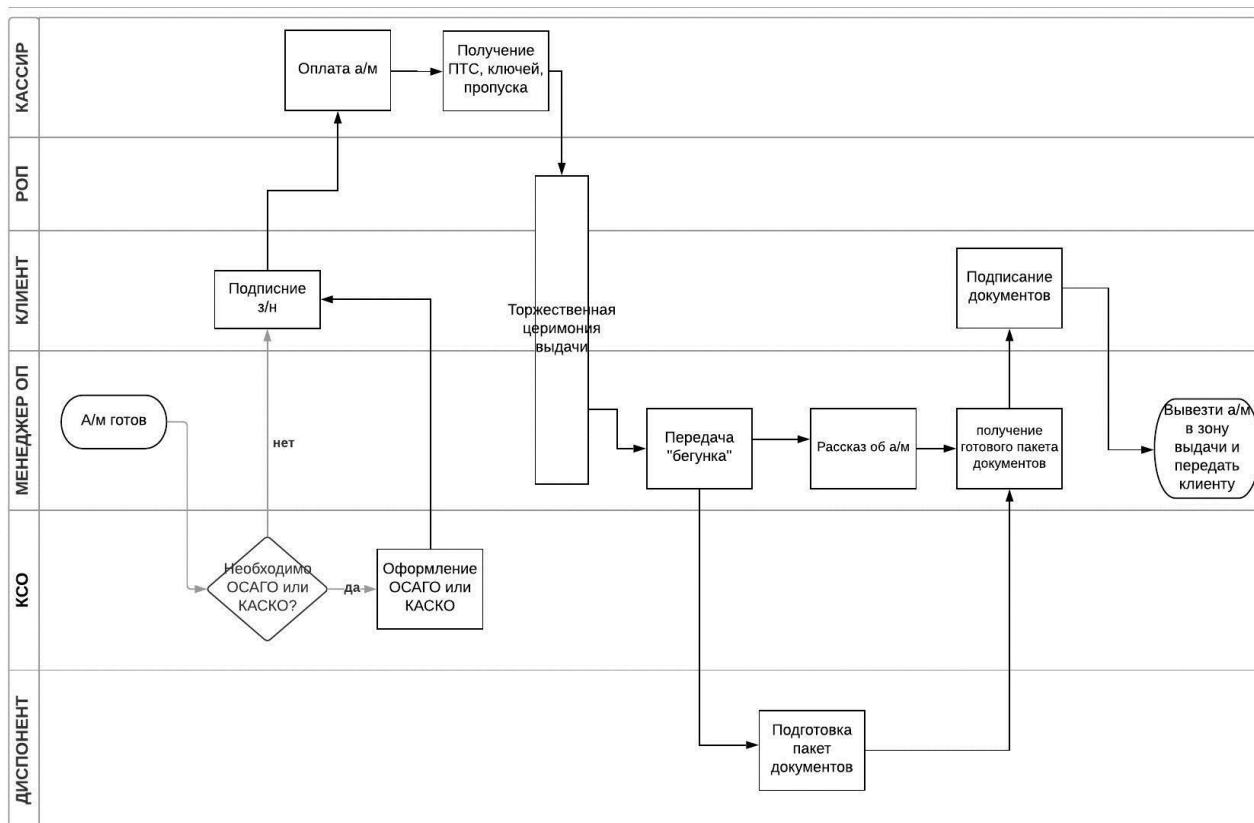 КАССИР
Оплата а/м
Получение
ПТС, ключей,
пропуска
РОП
КЛИЕНТ
Подписние
з/н
Торжественная
церимония
выдачи
Подписание
документов
МЕНЕДЖЕР ОП
А/м готов
нет
Передача
"бегунка"
Рассказ об а/м
получение
готового пакета
документов
Вывезти а/м
в зону
выдачи и
передать
клиенту
КСО
Необходимо
ОСАГО или
КАСКО?
да
Оформление
ОСАГО или
КАСКО
ДИСПОНЕНТ
Подготовка
пакет
документов